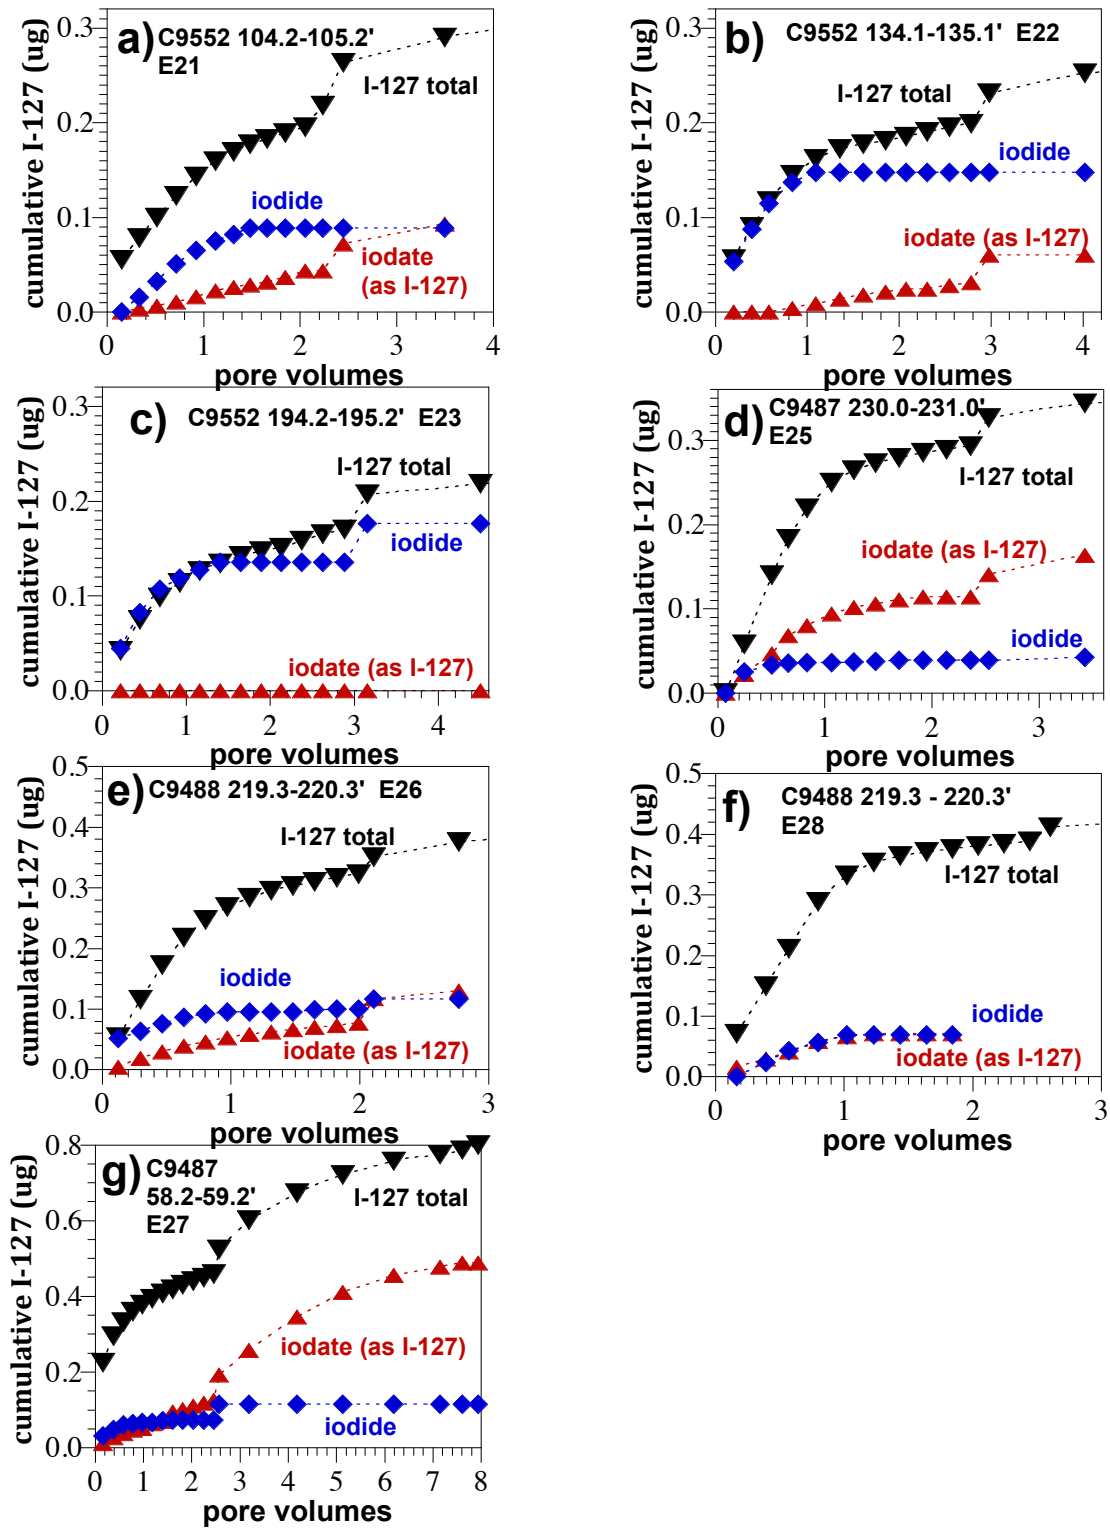 a) C9552 104.2-105.2'
E21
I-127 total
iodide
iodate
(as I-127)
cumulative I-127 (ug)
0.3
0.2
0.1
0.0
0 1 2 3 4
pore volumes
b) C9552 134.1-135.1' E22
I-127 total
iodide
iodate (as I-127)
cumulative I-127 (ug)
0.3
0.2
0.1
0.0
0 1 2 3 4
pore volumes
c) C9552 194.2-195.2' E23
I-127 total
iodide
iodate (as I-127)
cumulative I-127 (ug)
0.3
0.2
0.1
0.0
0 1 2 3 4
pore volumes
d) C9487 230.0-231.0'
E25
I-127 total
iodate (as I-127)
iodide
cumulative I-127 (ug)
0.3
0.2
0.1
0.0
0 1 2 3
pore volumes
e) C9488 219.3-220.3' E26
I-127 total
iodide
iodate (as I-127)
cumulative I-127 (ug)
0.5
0.4
0.3
0.2
0.1
0.0
0 1 2 3
pore volumes
f) C9488 219.3 - 220.3'
E28
I-127 total
iodide
iodate (as I-127)
cumulative I-127 (ug)
0.5
0.4
0.3
0.2
0.1
0.0
0 1 2 3
pore volumes
g) C9487
58.2-59.2'
E27
I-127 total
iodate (as I-127)
iodide
cumulative I-127 (ug)
0.8
0.6
0.4
0.2
0.0
0 1 2 3 4 5 6 7 8
pore volumes